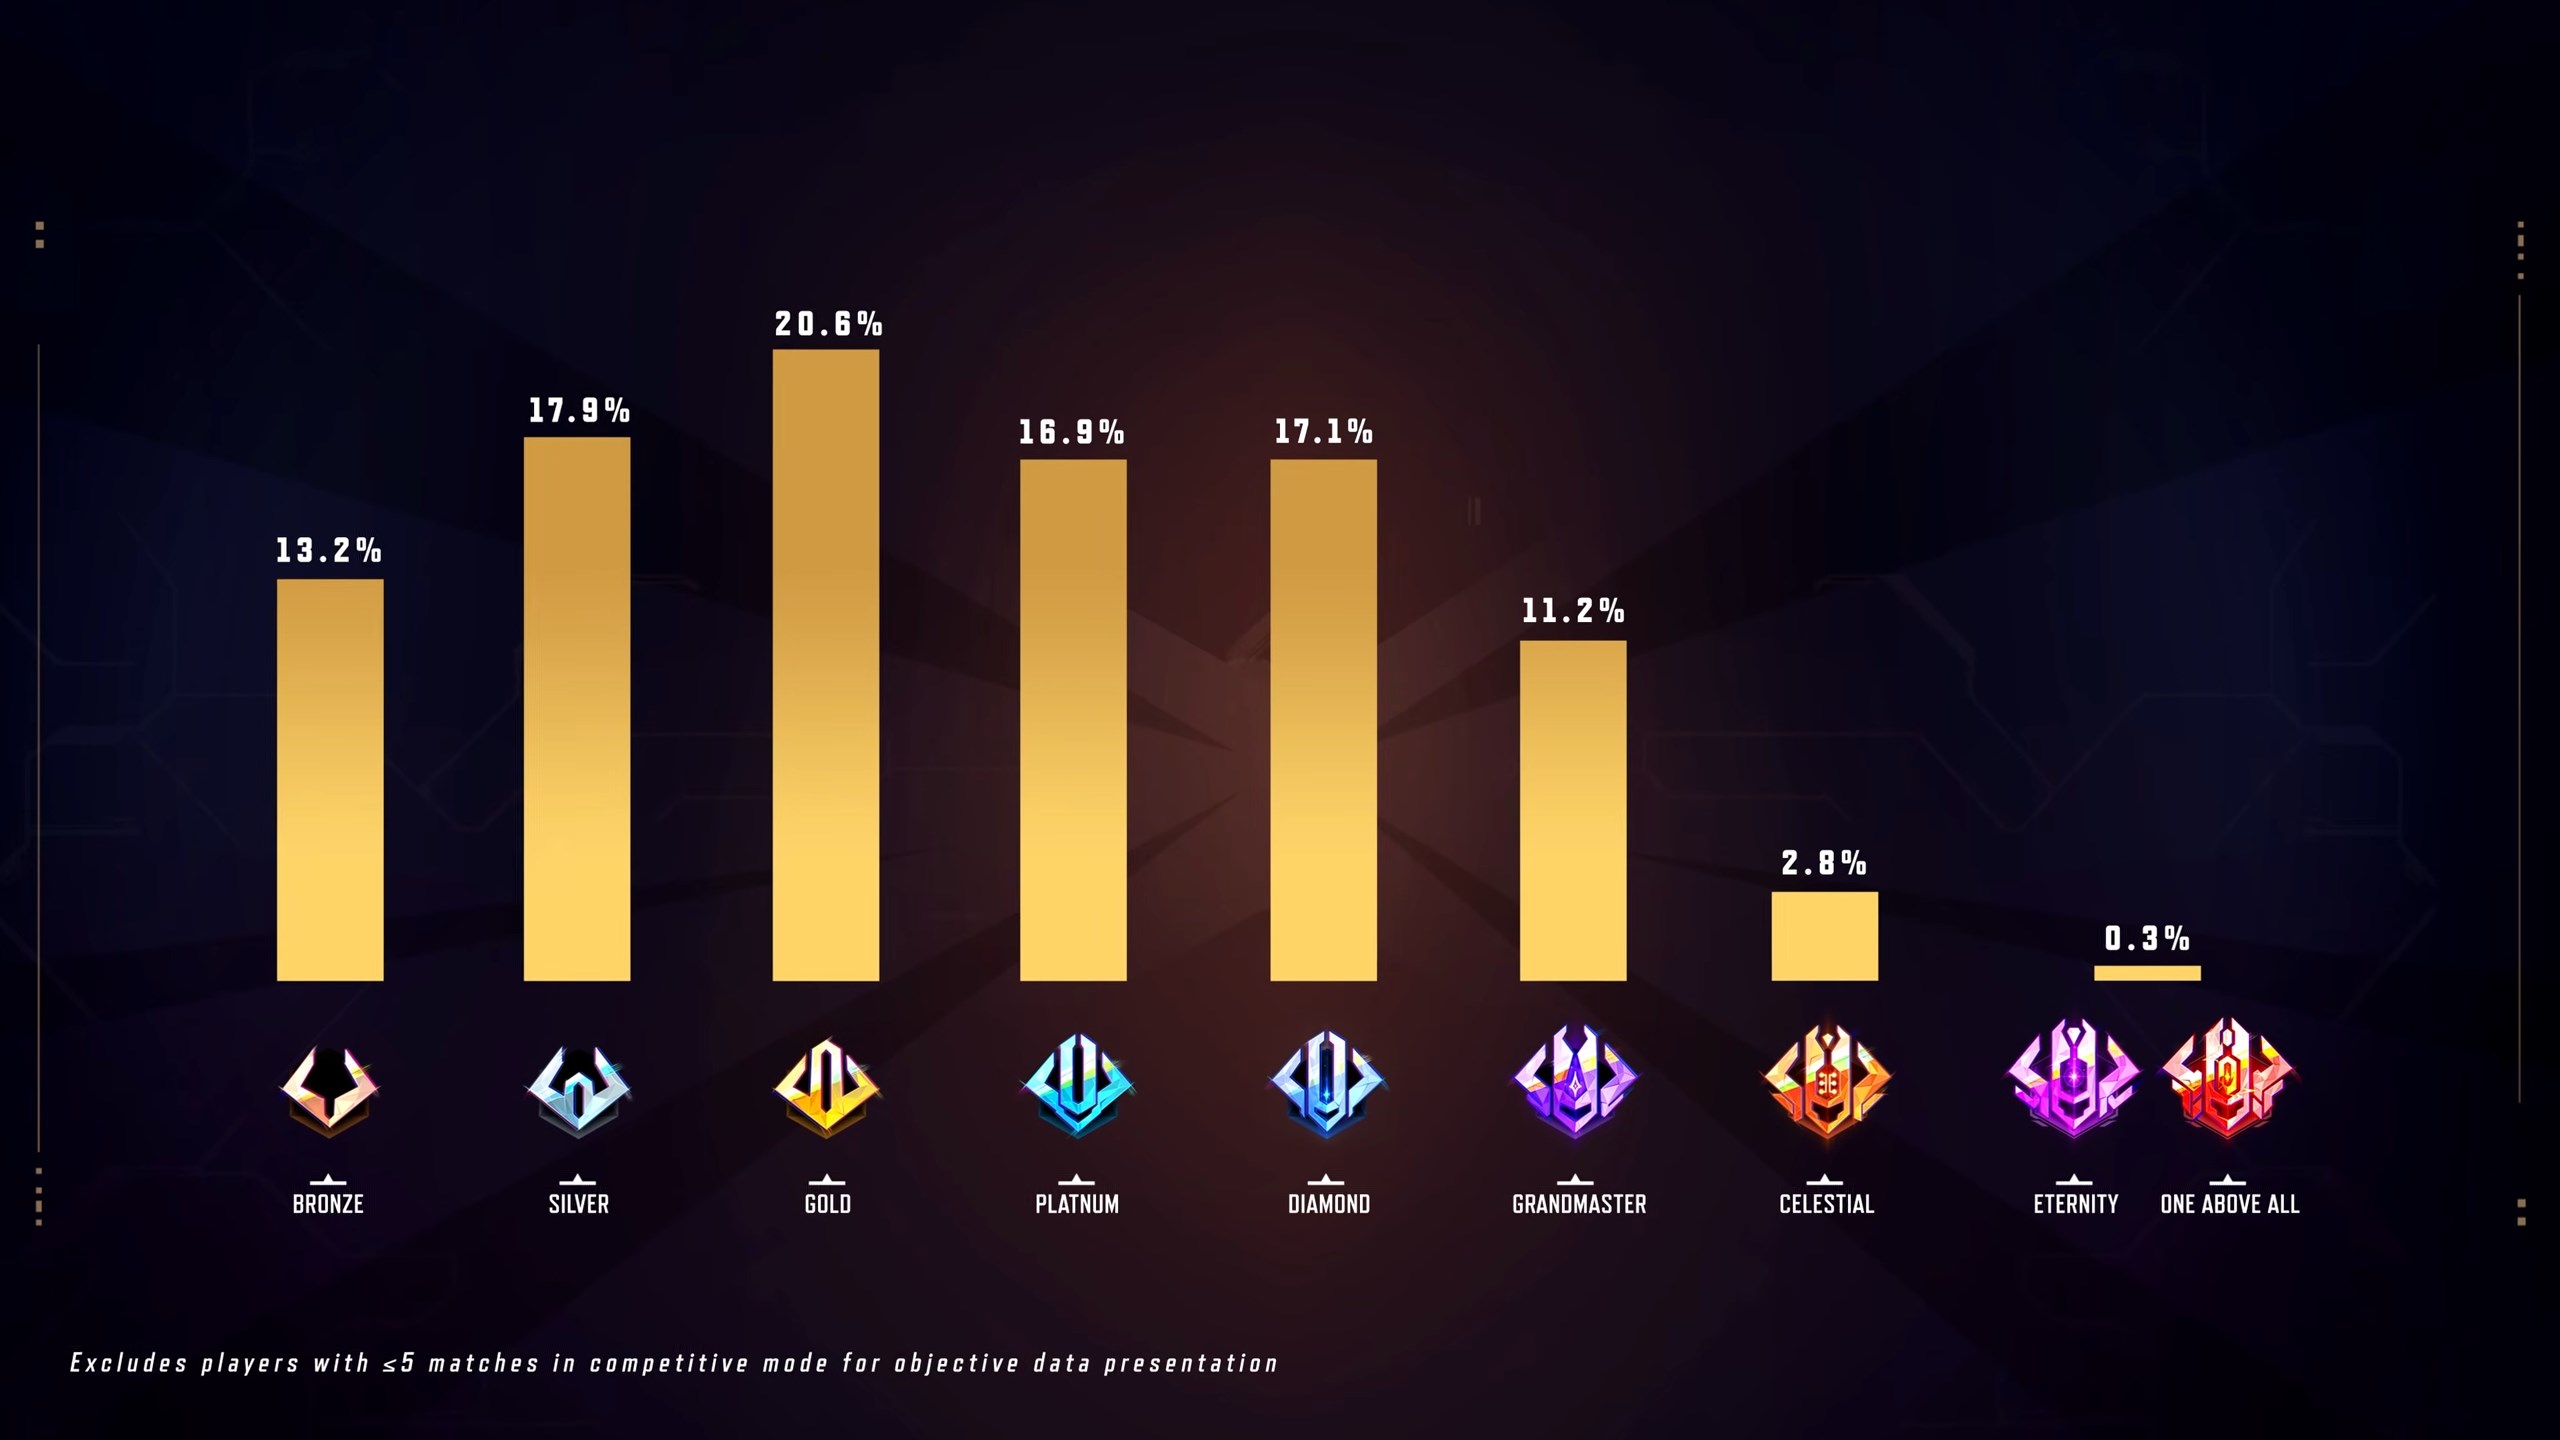 20.6%
17.9%
16.9%
17.1%
13.2%
11.2%
2.8%
0.3%
BRONZE
SILVER
GOLD
PLATNUM
DIAMOND
GRANDMASTER
CELESTIAL
ETERNITY
ONE ABOVE ALL
Excludes players with ≤5 matches in competitive mode for objective data presentation